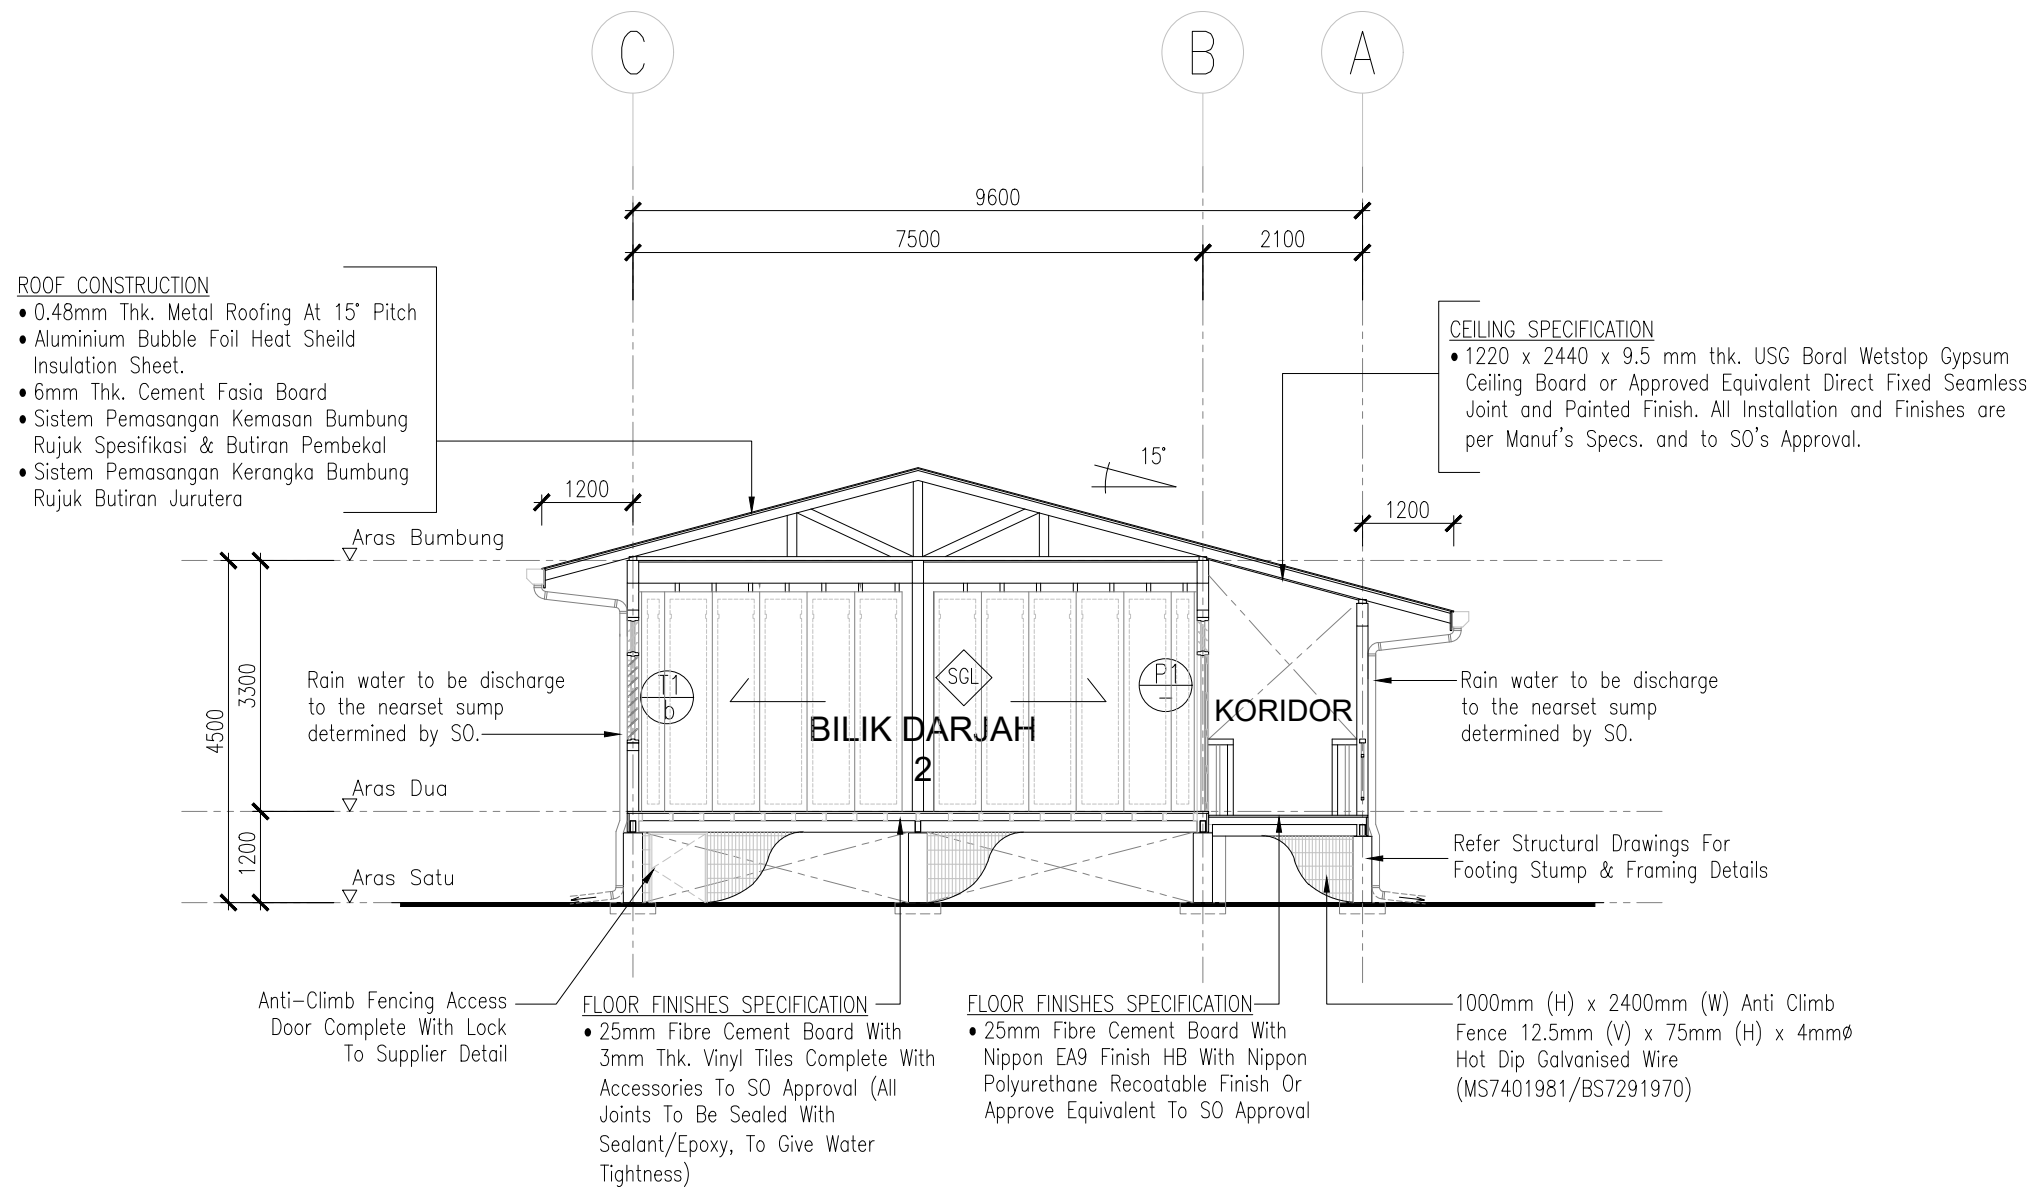 C
B
A
9600
7500
2100
ROOF CONSTRUCTION
• 0.48mm Thk. Metal Roofing At 15° Pitch
• Aluminium Bubble Foil Heat Sheild
Insulation Sheet.
• 6mm Thk. Cement Fasia Board
• Sistem Pemasangan Kemasan Bumbung
Rujuk Spesifikasi & Butiran Pembekal
• Sistem Pemasangan Kerangka Bumbung
Rujuk Butiran Jurutera
CEILING SPECIFICATION
• 1220 x 2440 x 9.5 mm thk. USG Boral Wetstop Gypsum
Ceiling Board or Approved Equivalent Direct Fixed Seamless
Joint and Painted Finish. All Installation and Finishes are
per Manuf's Specs. and to SO's Approval.
15°
1200
1200
Aras Bumbung
3300
4500
1200
Rain water to be discharge
to the nearset sump
determined by SO.
T1
b
SGL
P1
–
BILIK DARJAH
2
KORIDOR
Rain water to be discharge
to the nearset sump
determined by SO.
Aras Dua
Aras Satu
Refer Structural Drawings For
Footing Stump & Framing Details
Anti-Climb Fencing Access
Door Complete With Lock
To Supplier Detail
FLOOR FINISHES SPECIFICATION
• 25mm Fibre Cement Board With
3mm Thk. Vinyl Tiles Complete With
Accessories To SO Approval (All
Joints To Be Sealed With
Sealant/Epoxy, To Give Water
Tightness)
FLOOR FINISHES SPECIFICATION
• 25mm Fibre Cement Board With
Nippon EA9 Finish HB With Nippon
Polyurethane Recoatable Finish Or
Approve Equivalent To SO Approval
1000mm (H) x 2400mm (W) Anti Climb
Fence 12.5mm (V) x 75mm (H) x 4mmø
Hot Dip Galvanised Wire
(MS7401981/BS7291970)